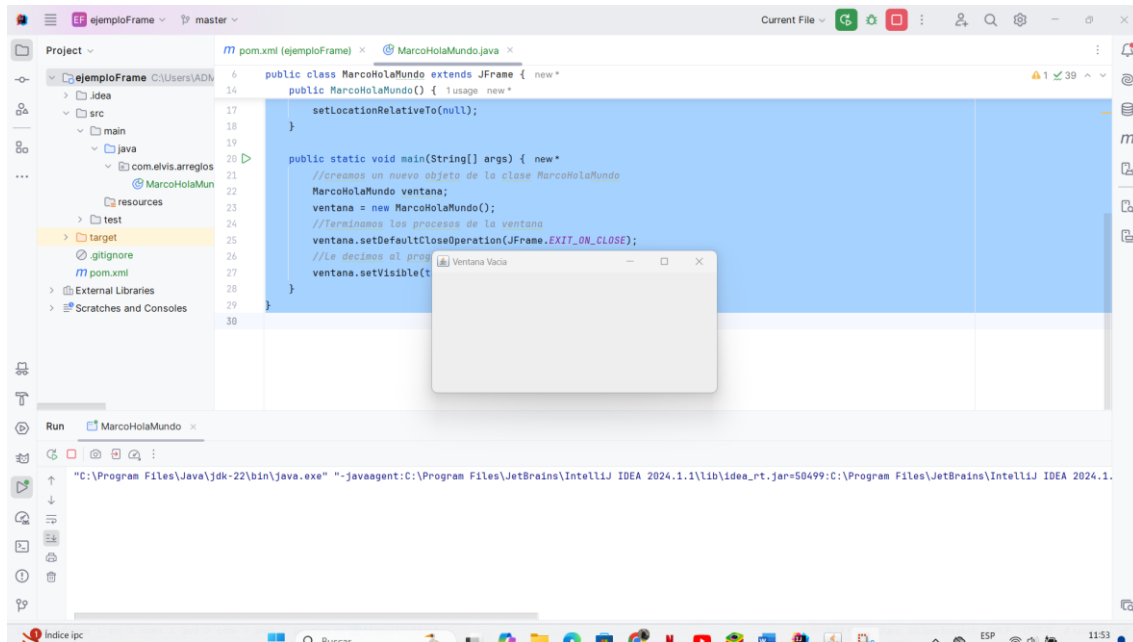 EF ejemploFrame master Current File
Project
pom.xml (ejemploFrame) MarcoHolaMundo.java
ejemploFrame C:\Users\ADM
.idea
src
main
java
com.elvis.arreglos
MarcoHolaMun
resources
test
target
.gitignore
pom.xml
External Libraries
Scratches and Consoles
6 public class MarcoHolaMundo extends JFrame { new *
1 39
14 public MarcoHolaMundo() { 1 usage new *
17 setLocationRelativeTo(null);
18 }
19
20 public static void main(String[] args) { new *
21 //creamos un nuevo objeto de la clase MarcoHolaMundo
22 MarcoHolaMundo ventana;
23 ventana = new MarcoHolaMundo();
24 //Terminamos los procesos de la ventana
25 ventana.setDefaultCloseOperation(JFrame.EXIT_ON_CLOSE);
26 //Le decimos al prog
27 ventana.setVisible(t
28 }
29 }
30
Ventana Vacia
Run MarcoHolaMundo
"C:\Program Files\Java\jdk-22\bin\java.exe" "-javaagent:C:\Program Files\JetBrains\IntelliJ IDEA 2024.1.1\lib\idea_rt.jar=50499:C:\Program Files\JetBrains\IntelliJ IDEA 2024.1.
Índice ipc
Buscar
ESP
11:53